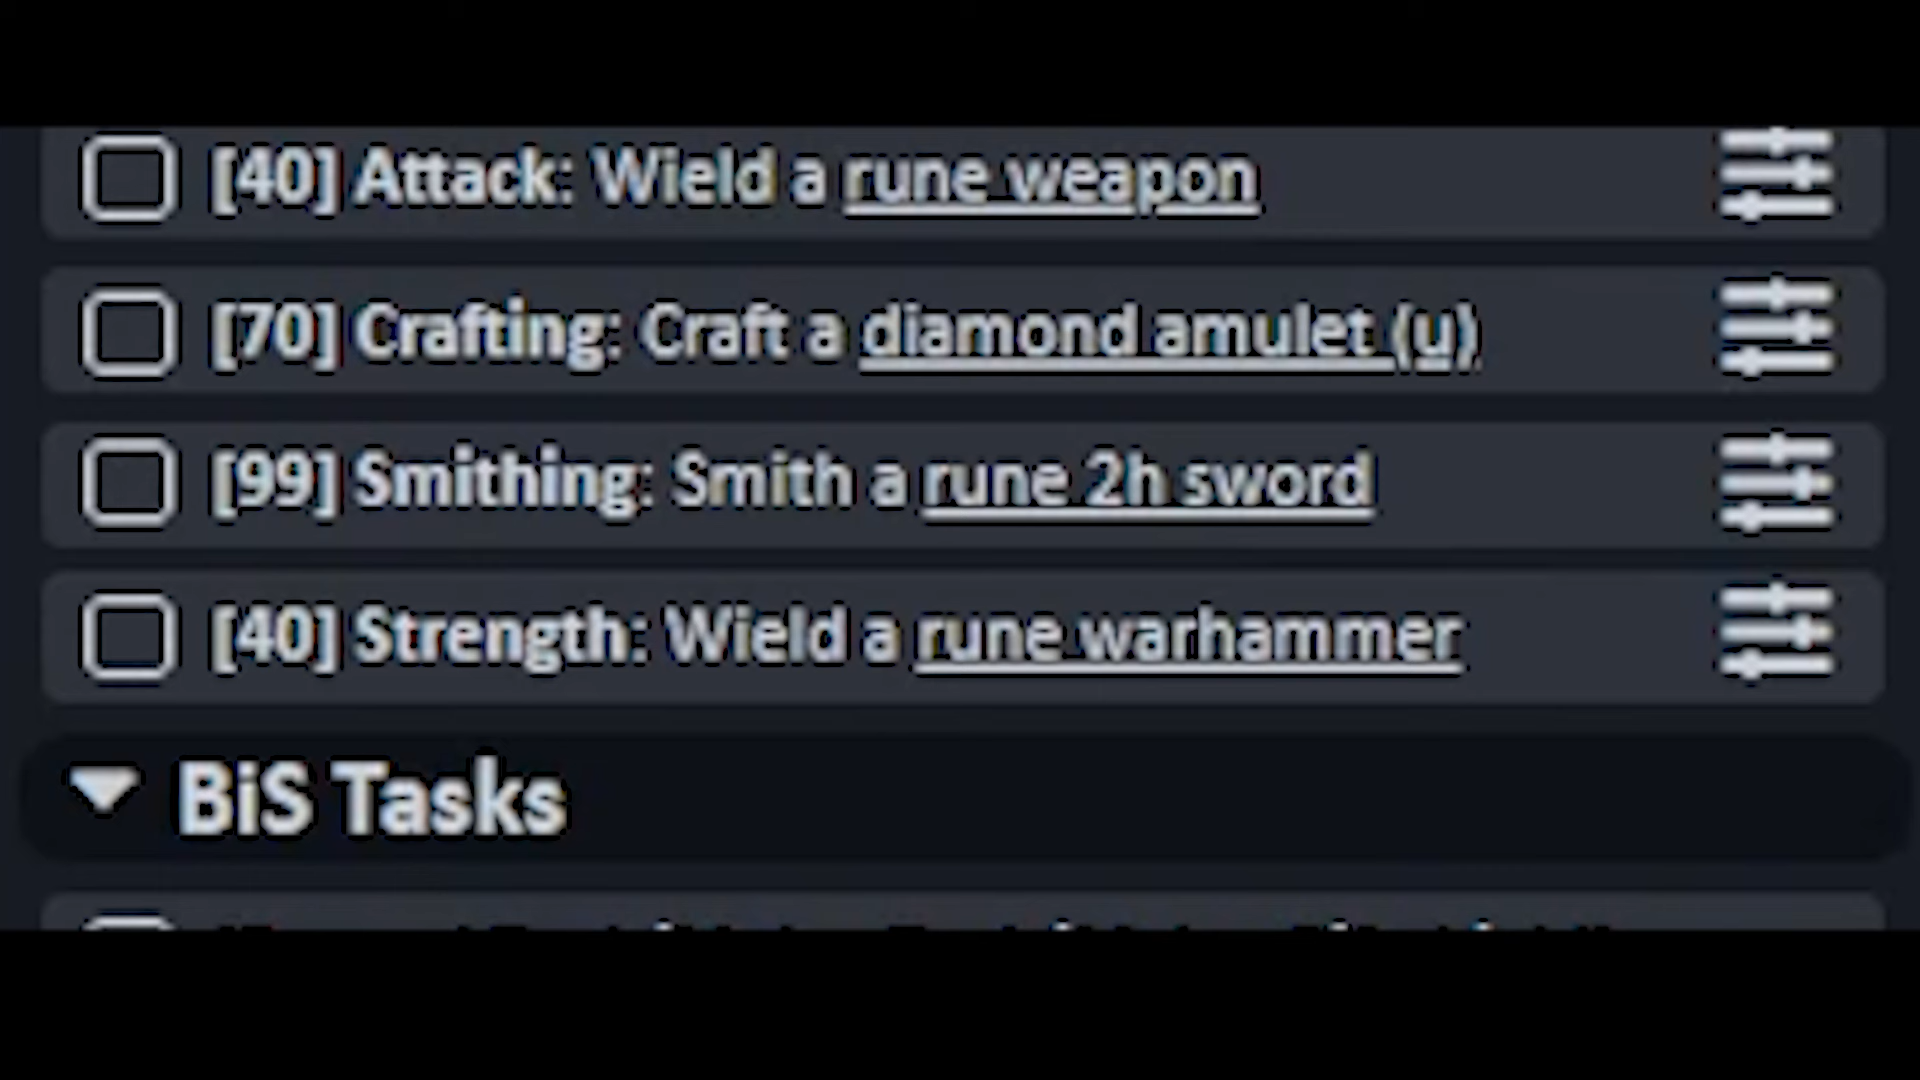 [40] Attack: Wield a rune weapon
[70] Crafting: Craft a diamond amulet (u)
[99] Smithing: Smith a rune 2h sword
[40] Strength: Wield a rune warhammer
BiS Tasks